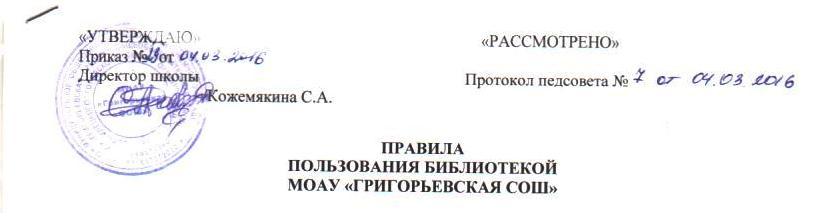 «УТВЕРЖДАЮ»
Приказ № от 04.03.2016
Директор школы
Кожемякина С.А.
«РАССМОТРЕНО»
Протокол педсовета № 7 от 04.03.2016
ПРАВИЛА
ПОЛЬЗОВАНИЯ БИБЛИОТЕКОЙ
МОАУ «ГРИГОРЬЕВСКАЯ СОШ»